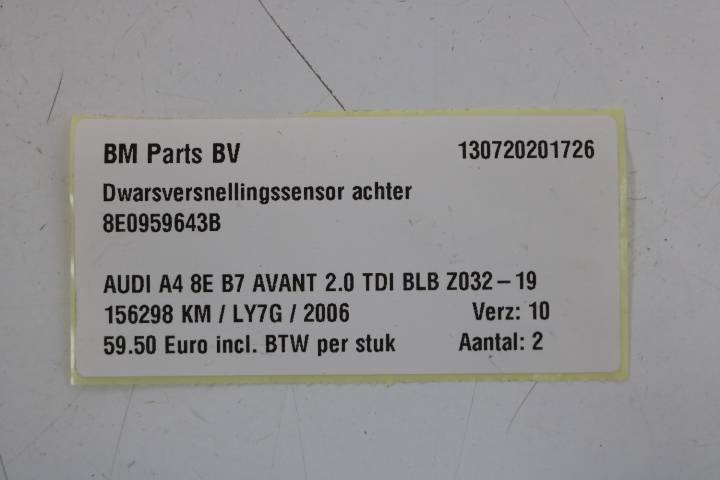 BM Parts BV 130720201726
Dwarsversnellingssensor achter
8E0959643B
AUDI A4 8E B7 AVANT 2.0 TDI BLB Z032-19
156298 KM / LY7G / 2006 Verz: 10
59.50 Euro incl. BTW per stuk Aantal: 2